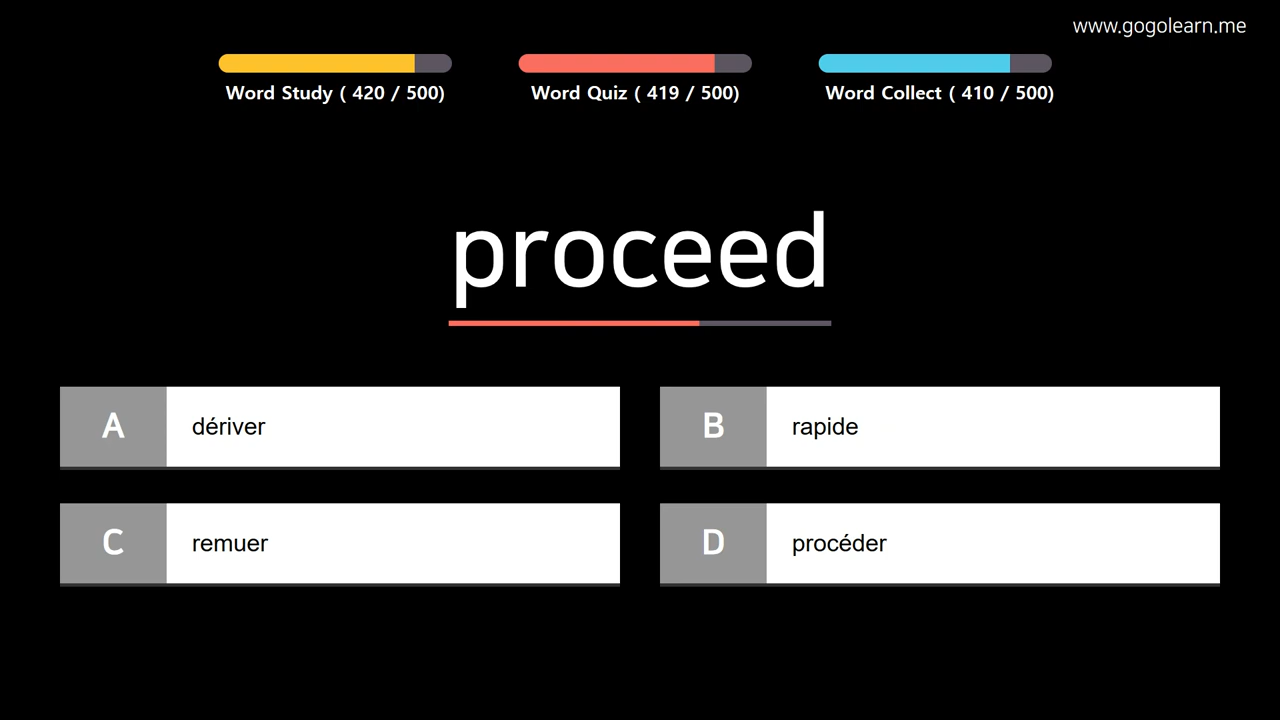 www.gogolearn.me
Word Study ( 420 / 500)
Word Quiz ( 419 / 500)
Word Collect ( 410 / 500)
proceed
A dériver
B rapide
C remuer
D procéder